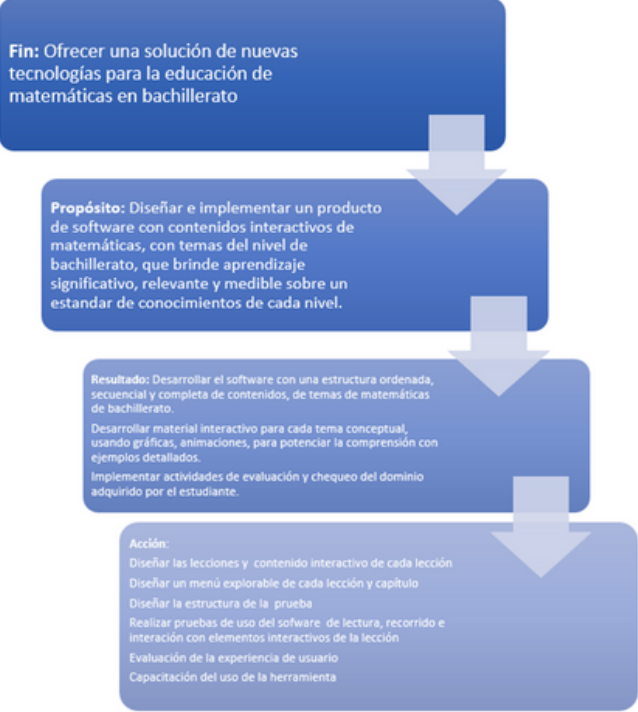 Fin: Ofrecer una solución de nuevas
tecnologías para la educación de
matemáticas en bachillerato
Propósito: Diseñar e implementar un producto
de software con contenidos interactivos de
matemáticas, con temas del nivel de
bachillerato, que brinde aprendizaje
significativo, relevante y medible sobre un
estandar de conocimientos de cada nivel.
Resultado: Desarrollar el software con una estructura ordenada,
secuencial y completa de contenidos, de temas de matemáticas
de bachillerato.
Desarrollar material interactivo para cada tema conceptual,
usando gráficas, animaciones, para potenciar la comprensión con
ejemplos detallados.
Implementar actividades de evaluación y chequeo del dominio
adquirido por el estudiante.
Acción:
Diseñar las lecciones y contenido interactivo de cada lección
Diseñar un menú explorable de cada lección y capítulo
Diseñar la estructura de la prueba
Realizar pruebas de uso del sofware de lectura, recorrido e
interación con elementos interactivos de la lección
Evaluación de la experiencia de usuario
Capacitación del uso de la herramienta